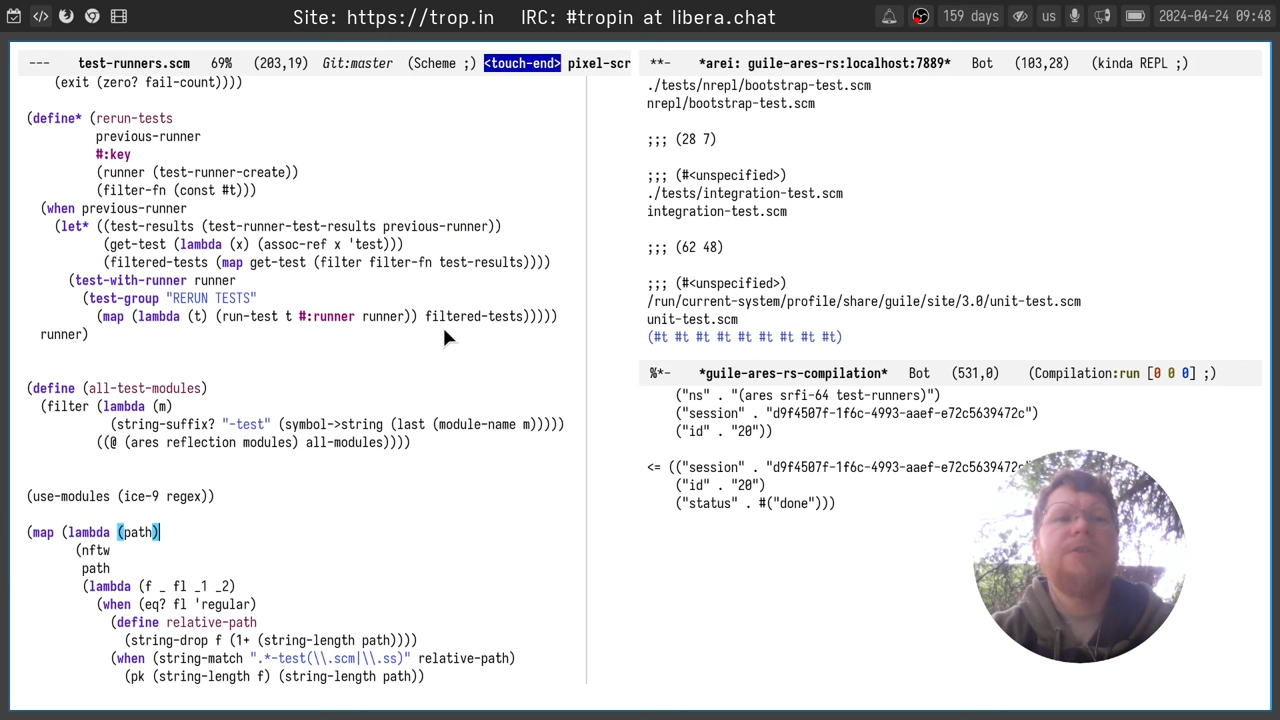 Site: https://trop.in   IRC: #tropin at libera.chat
159 days us 2024-04-24 09:48
---    test-runners.scm   69%   (203,19)   Git:master   (Scheme ;) <touch-end> pixel-scr
      (exit (zero? fail-count))))
(define* (rerun-tests
          previous-runner
          #:key
          (runner (test-runner-create))
          (filter-fn (const #t)))
  (when previous-runner
    (let* ((test-results (test-runner-test-results previous-runner))
           (get-test (lambda (x) (assoc-ref x 'test)))
           (filtered-tests (map get-test (filter filter-fn test-results))))
      (test-with-runner runner
        (test-group "RERUN TESTS"
          (map (lambda (t) (run-test t #:runner runner)) filtered-tests)))))
  runner)
(define (all-test-modules)
  (filter (lambda (m)
            (string-suffix? "-test" (symbol->string (last (module-name m)))))
          ((@ (ares reflection modules) all-modules))))
(use-modules (ice-9 regex))
(map (lambda (path)
       (nftw
        path
        (lambda (f _ fl _1 _2)
          (when (eq? fl 'regular)
            (define relative-path
              (string-drop f (1+ (string-length path))))
            (when (string-match ".*-test(\\.scm|\\.ss)" relative-path)
              (pk (string-length f) (string-length path))
**-    *arei: guile-ares-rs:localhost:7889*   Bot   (103,28)   (kinda REPL ;)
./tests/nrepl/bootstrap-test.scm
nrepl/bootstrap-test.scm
;;; (28 7)
;;; (#<unspecified>)
./tests/integration-test.scm
integration-test.scm
;;; (62 48)
;;; (#<unspecified>)
/run/current-system/profile/share/guile/site/3.0/unit-test.scm
unit-test.scm
(#t #t #t #t #t #t #t #t #t)
%*-    *guile-ares-rs-compilation*   Bot   (531,0)    (Compilation:run [0 0 0] ;)
    ("ns" . "(ares srfi-64 test-runners)")
    ("session" . "d9f4507f-1f6c-4993-aaef-e72c5639472c")
    ("id" . "20"))
<= (("session" . "d9f4507f-1f6c-4993-aaef-e72c5639472c"
    ("id" . "20")
    ("status" . #("done")))